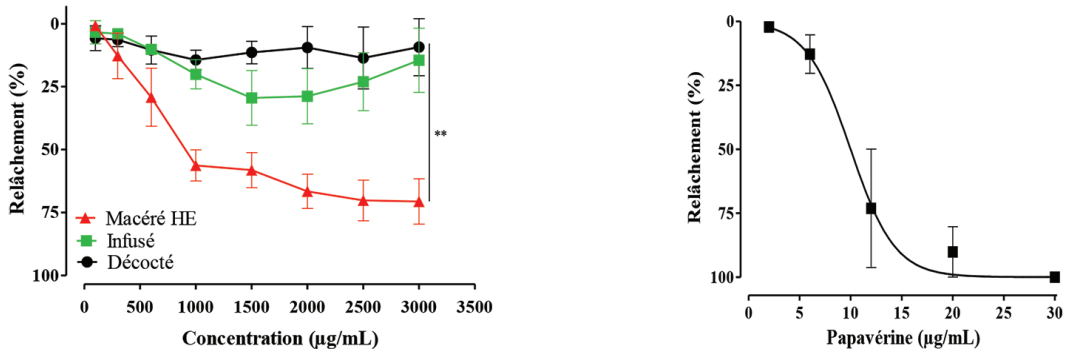 0
25
50
75
100
Relâchement (%)
**
Macéré HE
Infusé
Décocté
0 500 1000 1500 2000 2500 3000 3500
Concentration (µg/mL)
0
25
50
75
100
Relâchement (%)
0 5 10 15 20 25 30
Papavérine (µg/mL)